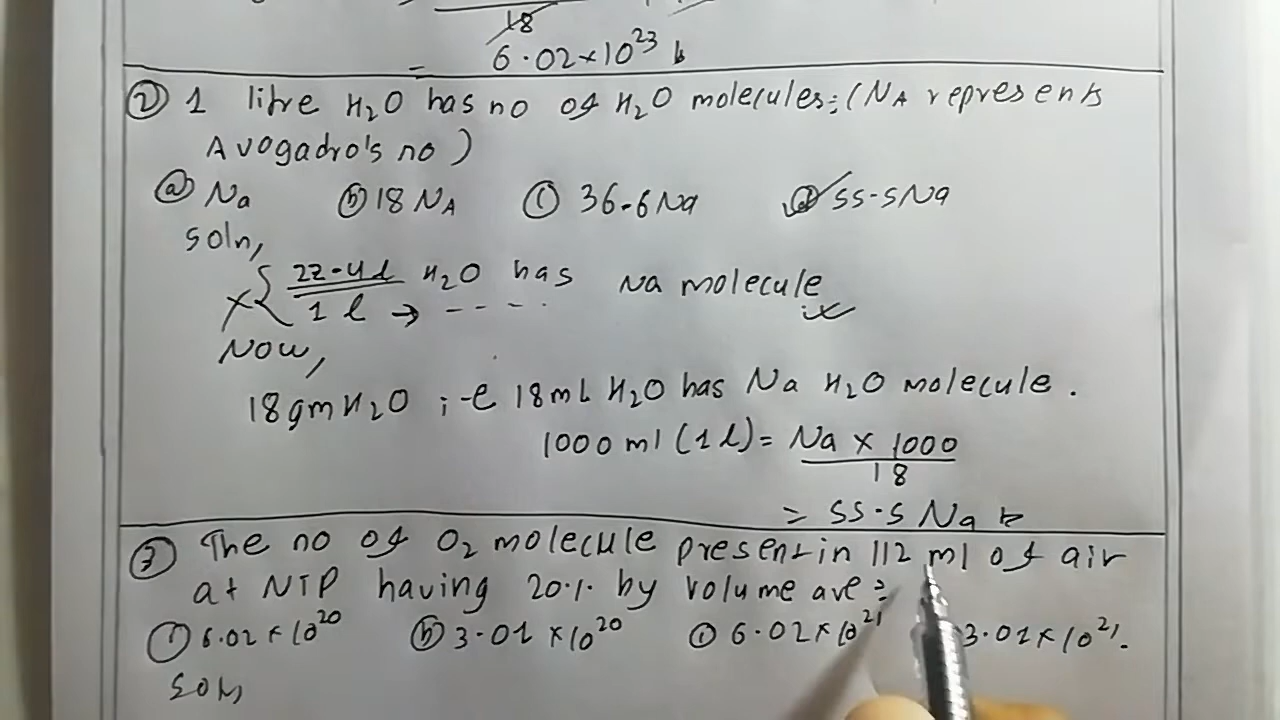 18
= 6.02×10²³
② 1 litre H₂O has no of H₂O molecules:(NA represents
Avogadro's no)
ⓐ Na ⓑ 18 NA ⓒ 36.6Na ⓓ 55.5Na
Soln,
× { 22.4l H₂O has Na molecule
1 l → - - - -
Now,
18gm H₂O i.e 18ml H₂O has Na H₂O molecule.
1000 ml (1 l) = Na × 1000
18
= 55.5 Na
③ The no of O₂ molecule present in 112 ml of air
at NTP having 20% by volume are:
6.02×10²⁰ ⓑ 3.01×10²⁰ ⓒ 6.02×10²¹ 3.01×10²¹.
Soln